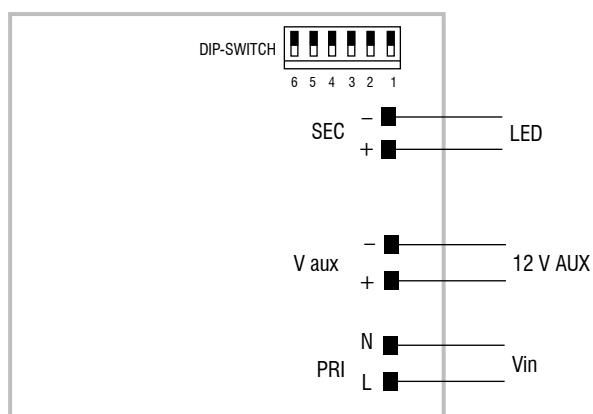 DIP-SWITCH
6 5 4 3 2 1
SEC − LED
+
V aux − 12 V AUX
+
PRI N Vin
L